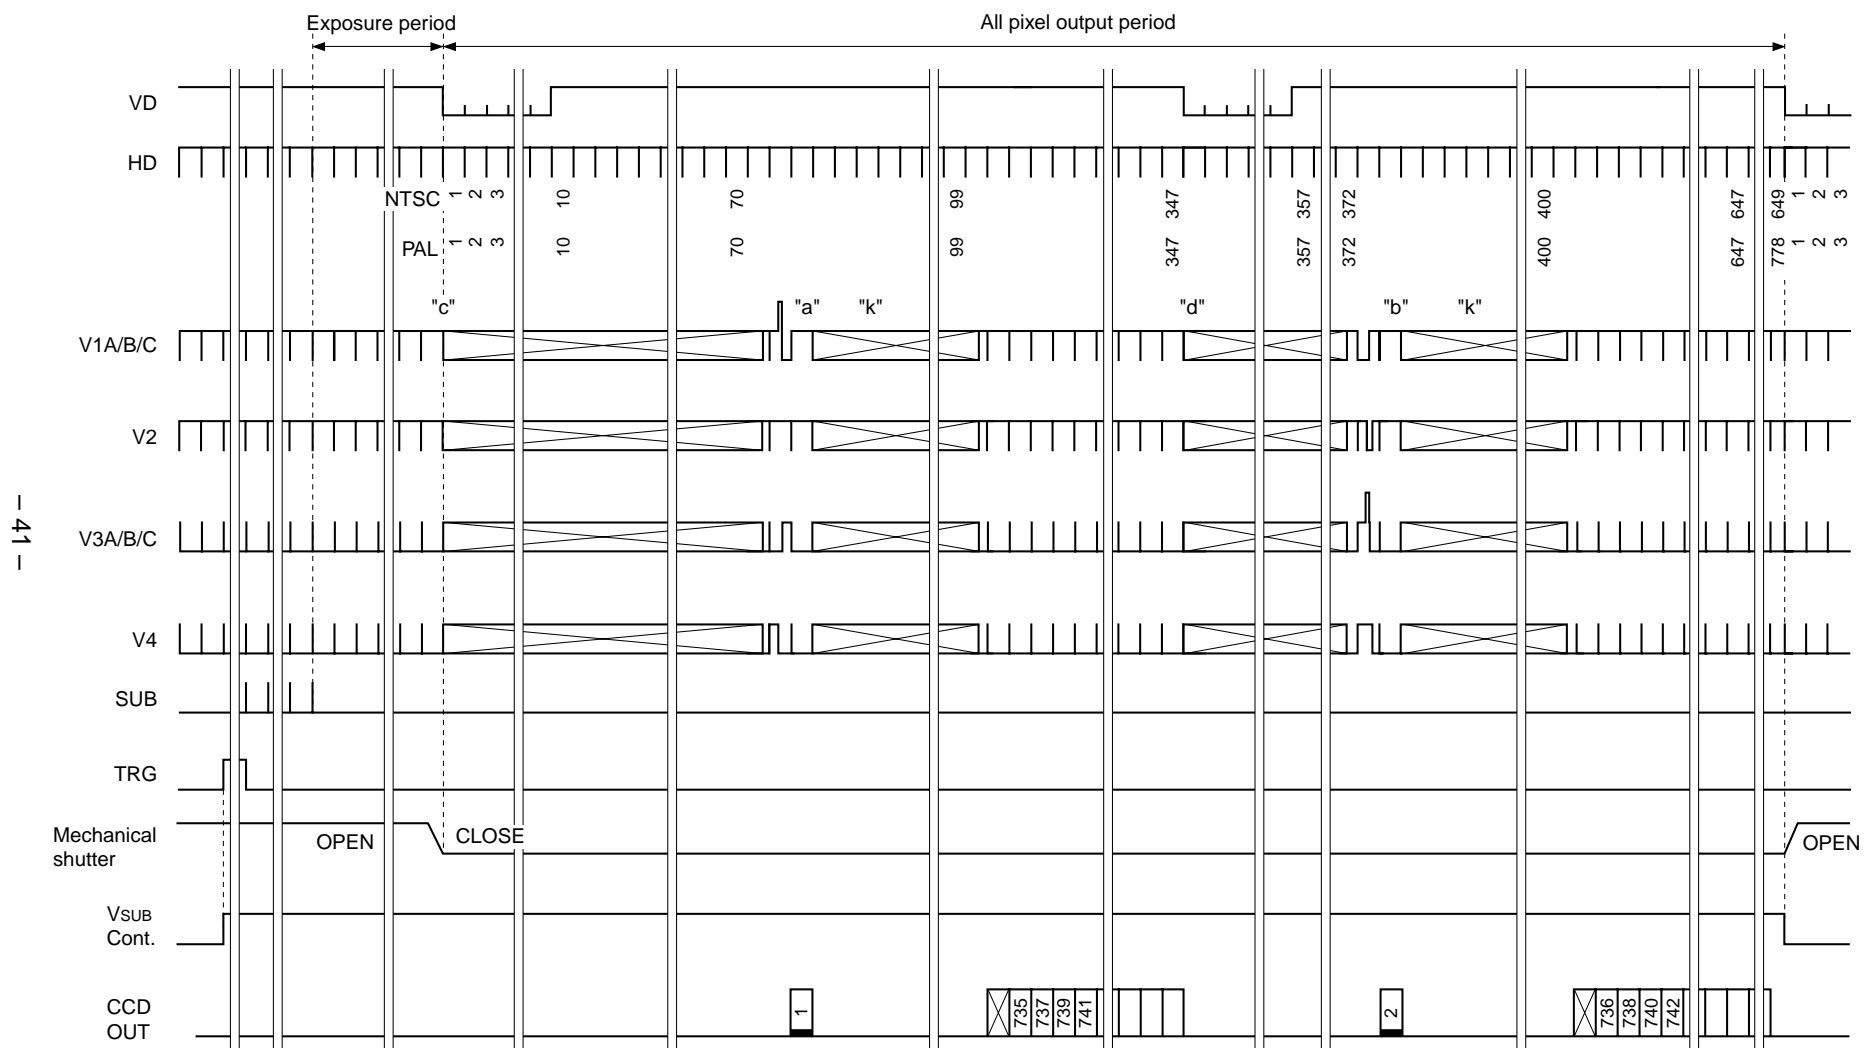 Exposure period
All pixel output period
VD
HD
NTSC 1 2 3 10 70 99 347 357 372 400 647 649 1 2 3
PAL 1 2 3 10 70 99 347 357 372 400 647 778 1 2 3
"c" "a" "k" "d" "b" "k"
V1A/B/C
V2
V3A/B/C
V4
SUB
TRG
Mechanical
shutter
OPEN CLOSE OPEN
VSUB
Cont.
CCD
OUT
1 735 737 739 741 2 736 738 740 742
– 41 –